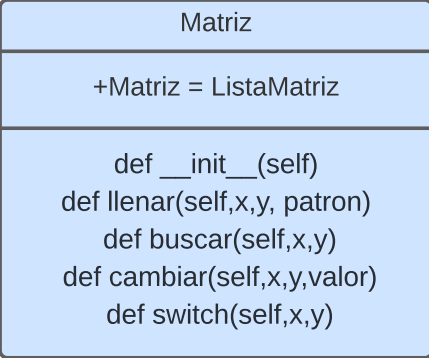 Matriz
+Matriz = ListaMatriz
def __init__(self)
def llenar(self,x,y, patron)
def buscar(self,x,y)
def cambiar(self,x,y,valor)
def switch(self,x,y)